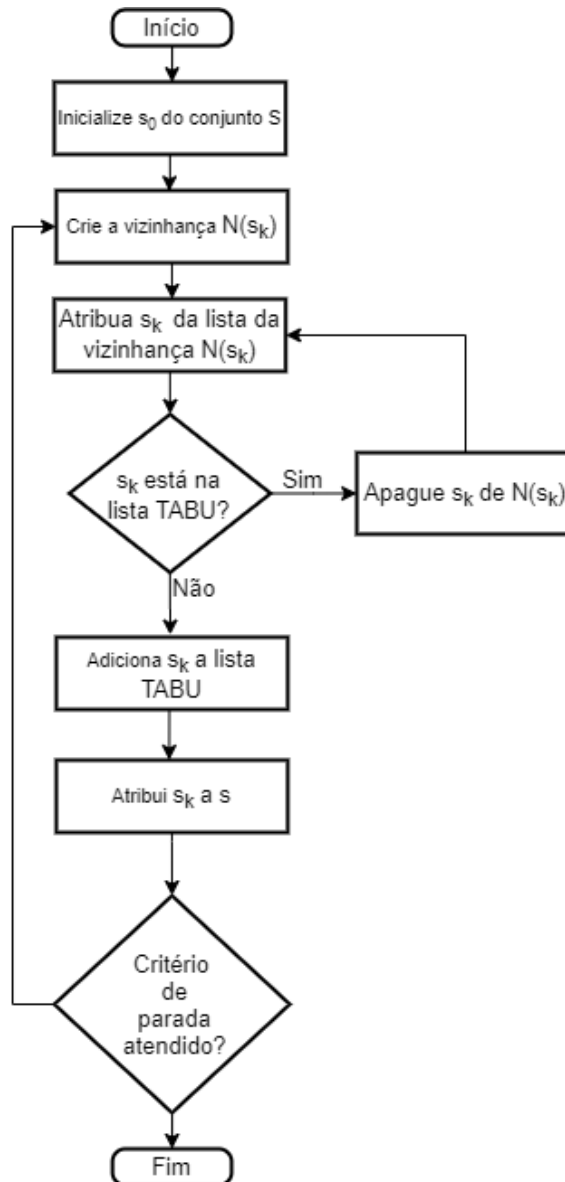 Início
Inicialize s₀ do conjunto S
Crie a vizinhança N(sₖ)
Atribua sₖ da lista da
vizinhança N(sₖ)
sₖ está na
lista TABU?
Sim
Apague sₖ de N(sₖ)
Não
Adiciona sₖ a lista
TABU
Atribui sₖ a s
Critério
de
parada
atendido?
Fim